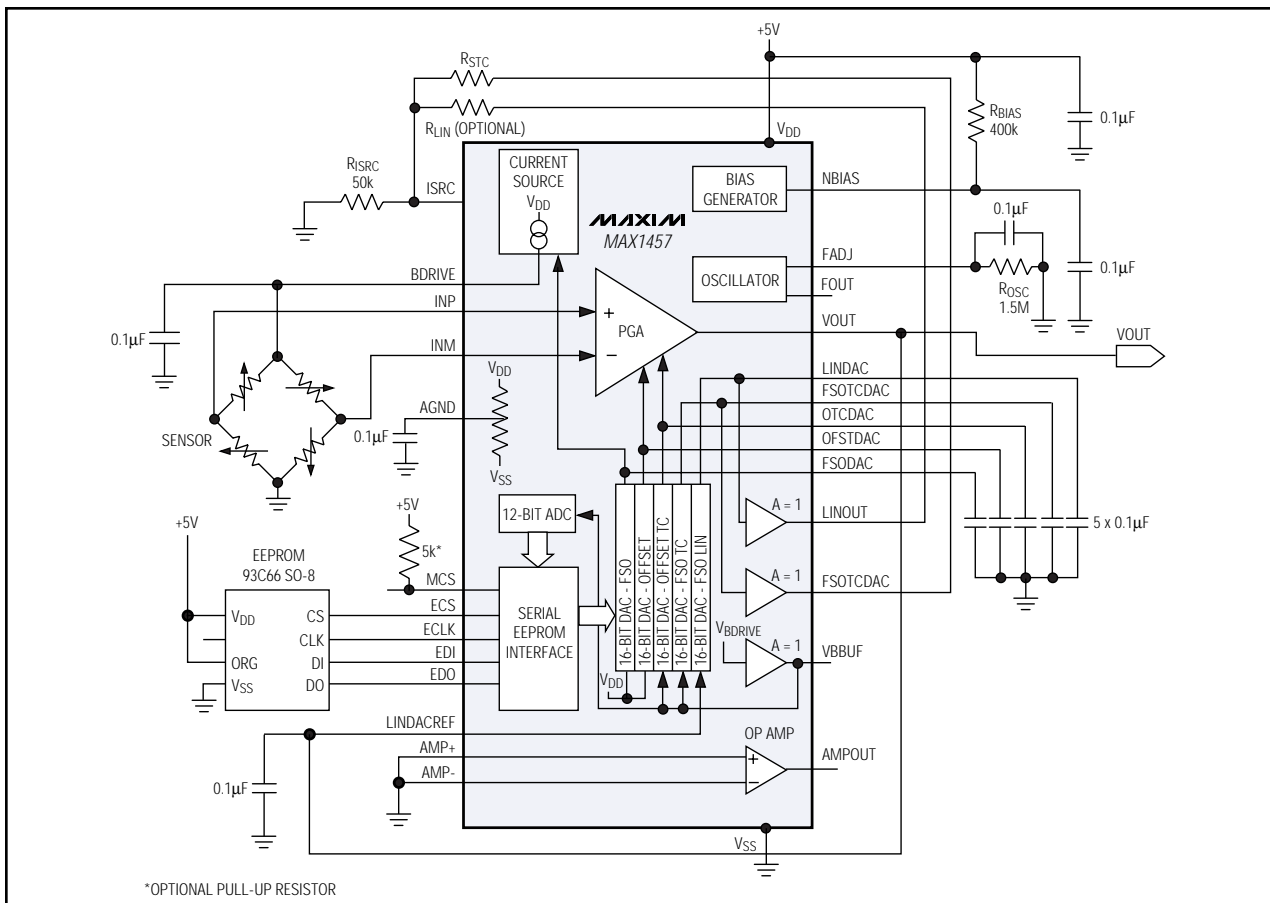 +5V
RSTC
RLIN (OPTIONAL)
VDD
RBIAS
400k
0.1µF
RISRC
50k
ISRC
CURRENT
SOURCE
VDD
MAXIM
MAX1457
BIAS
GENERATOR
NBIAS
0.1µF
FADJ
OSCILLATOR
FOUT
ROSC
1.5M
0.1µF
BDRIVE
INP
INM
0.1µF
+
PGA
−
VOUT
VOUT
LINDAC
FSOTCDAC
OTCDAC
OFSTDAC
FSODAC
SENSOR
AGND
0.1µF
VDD
VSS
12-BIT ADC
A = 1
LINOUT
5 x 0.1µF
+5V
+5V
5k*
EEPROM
93C66 SO-8
VDD
ORG
VSS
CS
CLK
DI
DO
MCS
ECS
ECLK
EDI
EDO
SERIAL
EEPROM
INTERFACE
16-BIT DAC - FSO
16-BIT DAC - OFFSET
16-BIT DAC - OFFSET TC
16-BIT DAC - FSO TC
16-BIT DAC - FSO LIN
A = 1
FSOTCDAC
VBDRIVE
A = 1
VBBUF
VDD
LINDACREF
0.1µF
AMP+
AMP-
OP AMP
+
−
AMPOUT
VSS
*OPTIONAL PULL-UP RESISTOR